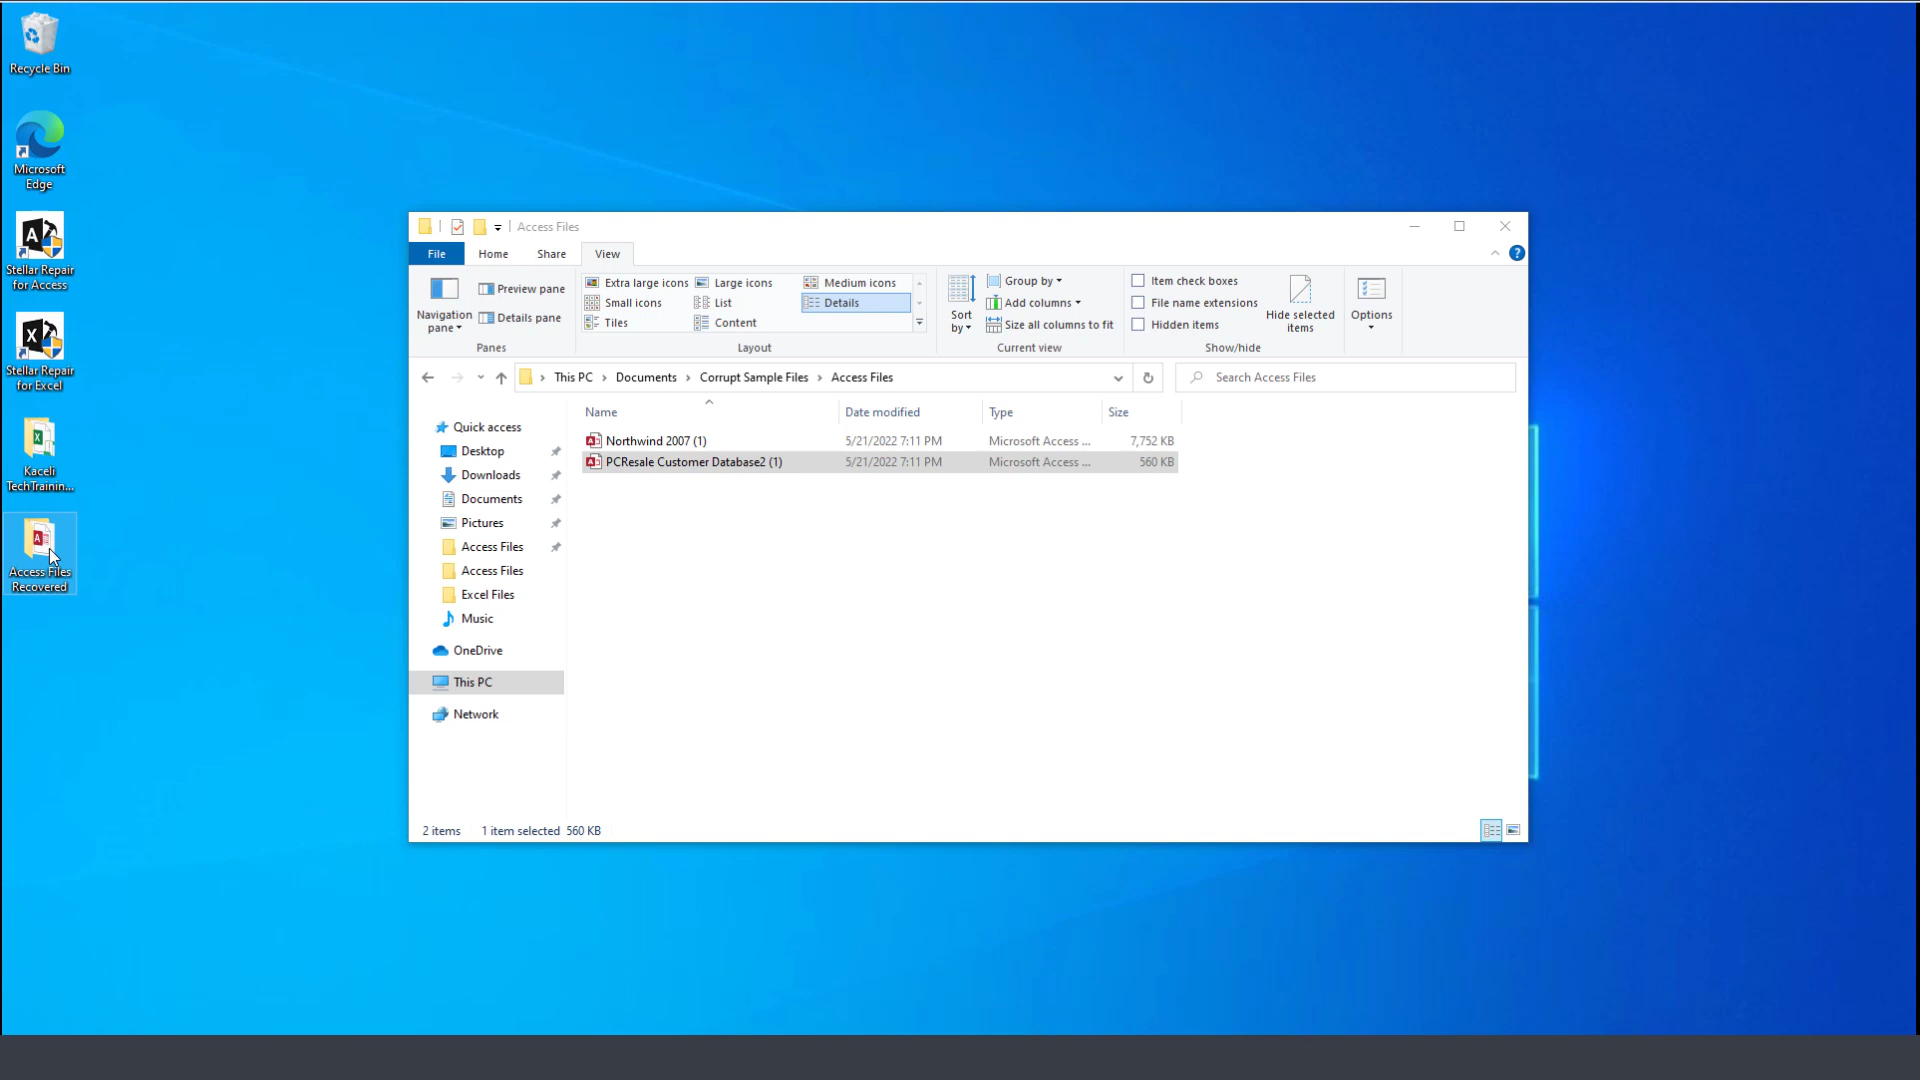 Recycle Bin
Microsoft
Edge
Stellar Repair
for Access
Stellar Repair
for Excel
Kaceli
TechTrainin...
Access Files
Recovered
Access Files
File Home Share View
Navigation
pane
Preview pane
Details pane
Panes
Extra large icons Large icons Medium icons
Small icons List Details
Tiles Content
Layout
Sort
by
Group by
Add columns
Size all columns to fit
Current view
Item check boxes
File name extensions
Hidden items
Hide selected
items
Show/hide
Options
This PC Documents Corrupt Sample Files Access Files
Search Access Files
Quick access
Desktop
Downloads
Documents
Pictures
Access Files
Access Files
Excel Files
Music
OneDrive
This PC
Network
Name Date modified Type Size
Northwind 2007 (1) 5/21/2022 7:11 PM Microsoft Access ... 7,752 KB
PCResale Customer Database2 (1) 5/21/2022 7:11 PM Microsoft Access ... 560 KB
2 items 1 item selected 560 KB